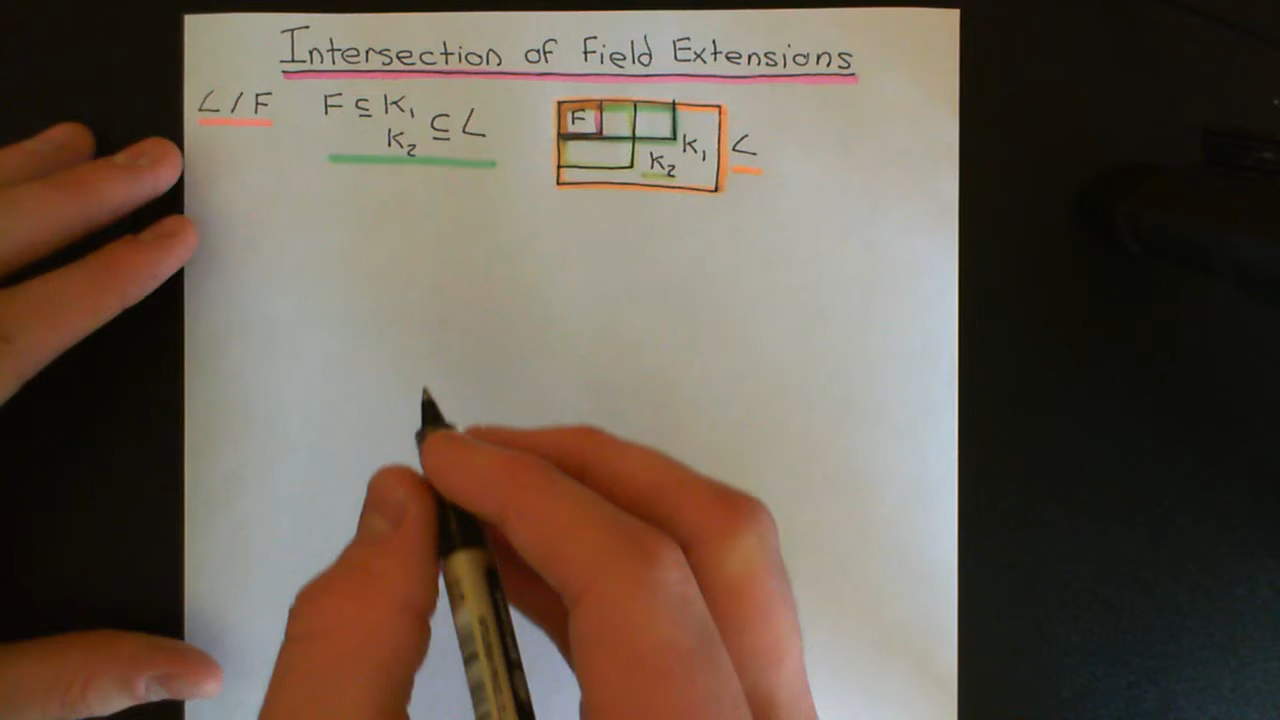 Intersection of Field Extensions
L / F F ⊆ K₁
K₂ ⊆ L
F
K₁ L
K₂